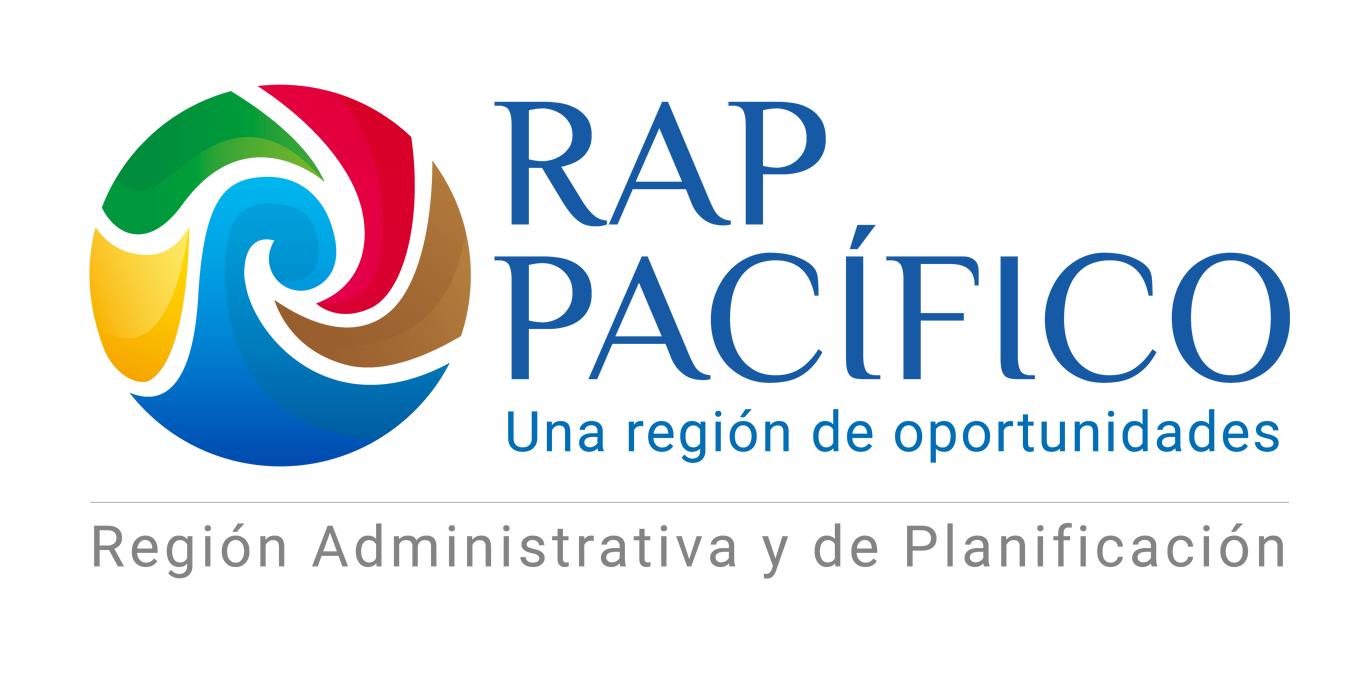 RAP
PACÍFICO
Una región de oportunidades
Región Administrativa y de Planificación